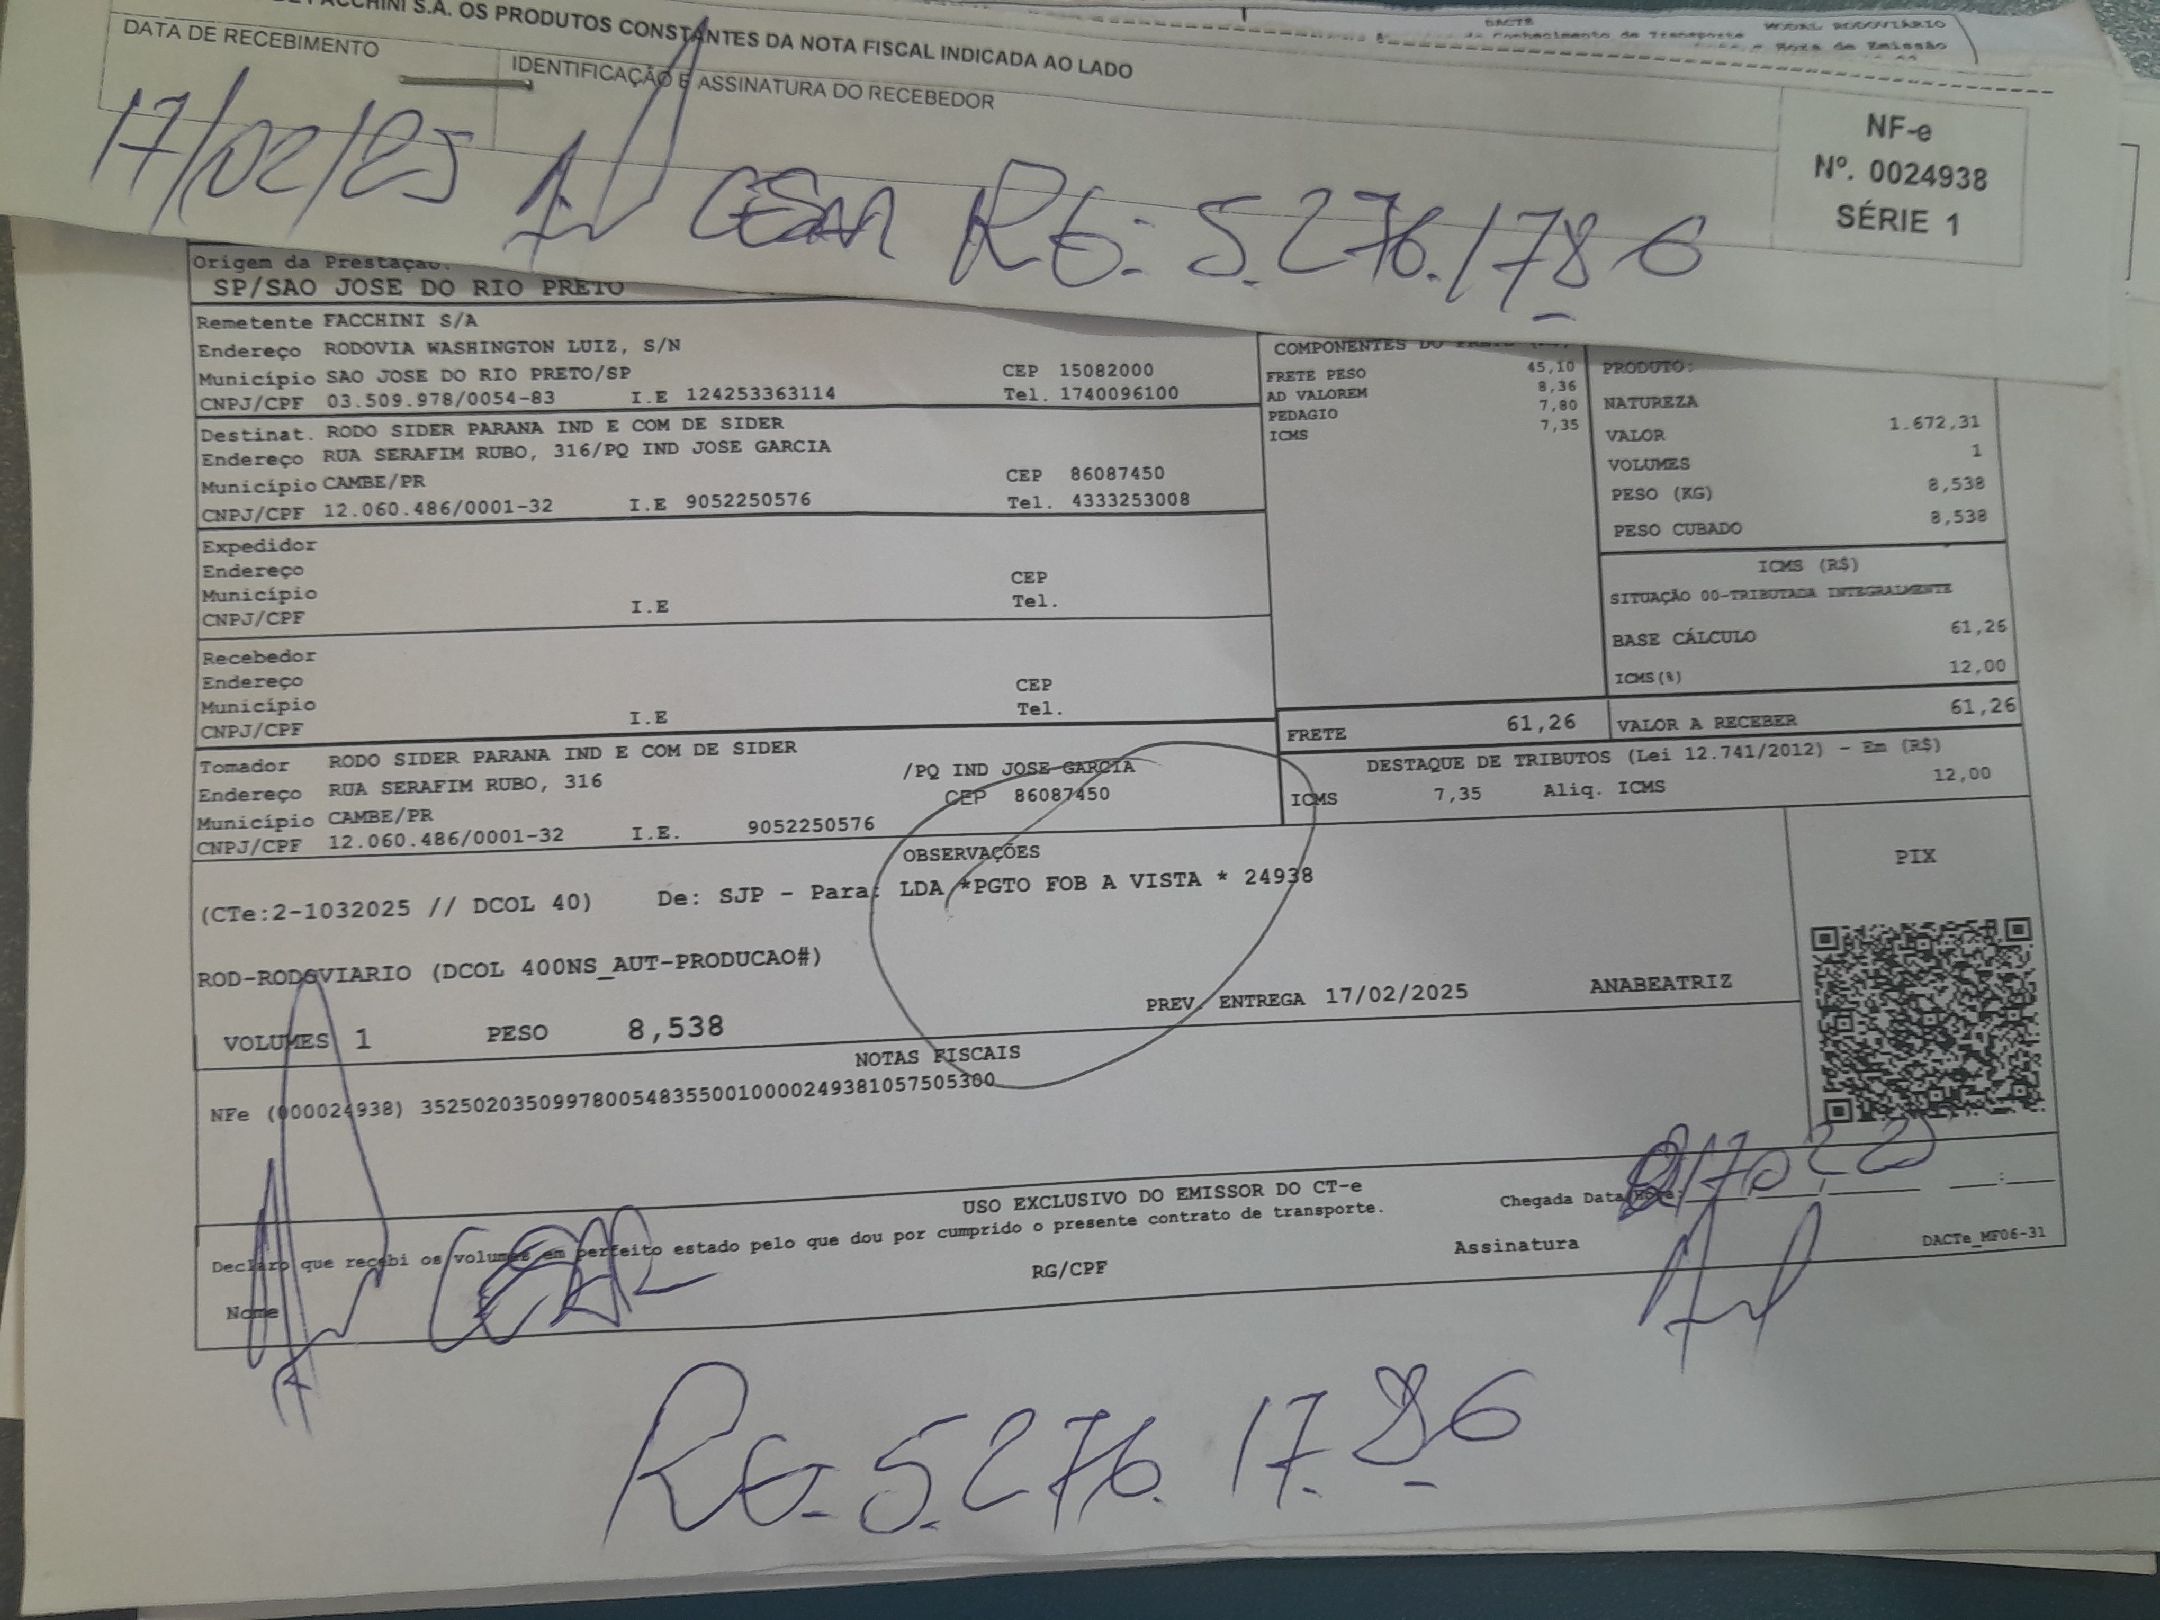 FACCHINI S.A. OS PRODUTOS CONSTANTES DA NOTA FISCAL INDICADA AO LADO
DACTE
MODAL RODOVIÁRIO
Conhecimento de Transporte
Hora de Emissão
DATA DE RECEBIMENTO
IDENTIFICAÇÃO E ASSINATURA DO RECEBEDOR
17/02/25
CESAR RG: 5.276.178-6
NF-e
Nº. 0024938
SÉRIE 1
Origem da Prestação:
SP/SAO JOSE DO RIO PRETO
Remetente FACCHINI S/A
Endereço RODOVIA WASHINGTON LUIZ, S/N
Município SAO JOSE DO RIO PRETO/SP CEP 15082000
CNPJ/CPF 03.509.978/0054-83 I.E 124253363114 Tel. 1740096100
Destinat. RODO SIDER PARANA IND E COM DE SIDER
Endereço RUA SERAFIM RUBO, 316/PQ IND JOSE GARCIA
Município CAMBE/PR CEP 86087450
CNPJ/CPF 12.060.486/0001-32 I.E 9052250576 Tel. 4333253008
Expedidor
Endereço
Município CEP
CNPJ/CPF I.E Tel.
Recebedor
Endereço
Município CEP
CNPJ/CPF I.E Tel.
Tomador RODO SIDER PARANA IND E COM DE SIDER
Endereço RUA SERAFIM RUBO, 316 /PQ IND JOSE GARCIA
Município CAMBE/PR CEP 86087450
CNPJ/CPF 12.060.486/0001-32 I.E. 9052250576
COMPONENTES DO
FRETE PESO 45,10
AD VALOREM 8,36
PEDAGIO 7,80
ICMS 7,35
PRODUTO:
NATUREZA
VALOR 1.672,31
VOLUMES 1
PESO (KG) 8,538
PESO CUBADO 8,538
ICMS (R$)
SITUAÇÃO 00-TRIBUTADA INTEGRALMENTE
BASE CÁLCULO 61,26
ICMS(%) 12,00
FRETE 61,26 VALOR A RECEBER 61,26
DESTAQUE DE TRIBUTOS (Lei 12.741/2012) - Em (R$)
ICMS 7,35 Aliq. ICMS 12,00
OBSERVAÇÕES
(CTe:2-1032025 // DCOL 40) De: SJP - Para: LDA *PGTO FOB A VISTA * 24938
ROD-RODOVIARIO (DCOL 400NS_AUT-PRODUCAO#)
PREV. ENTREGA 17/02/2025 ANABEATRIZ
VOLUMES 1 PESO 8,538
PIX
NOTAS FISCAIS
NFe (000024938) 35250203509978005483550010000249381057505300
USO EXCLUSIVO DO EMISSOR DO CT-e
Declaro que recebi os volumes em perfeito estado pelo que dou por cumprido o presente contrato de transporte.
Chegada Data/Hora:
Nome
RG/CPF
Assinatura
DACTe_MF06-31
CESAR
RG: 5.276.17.8-6